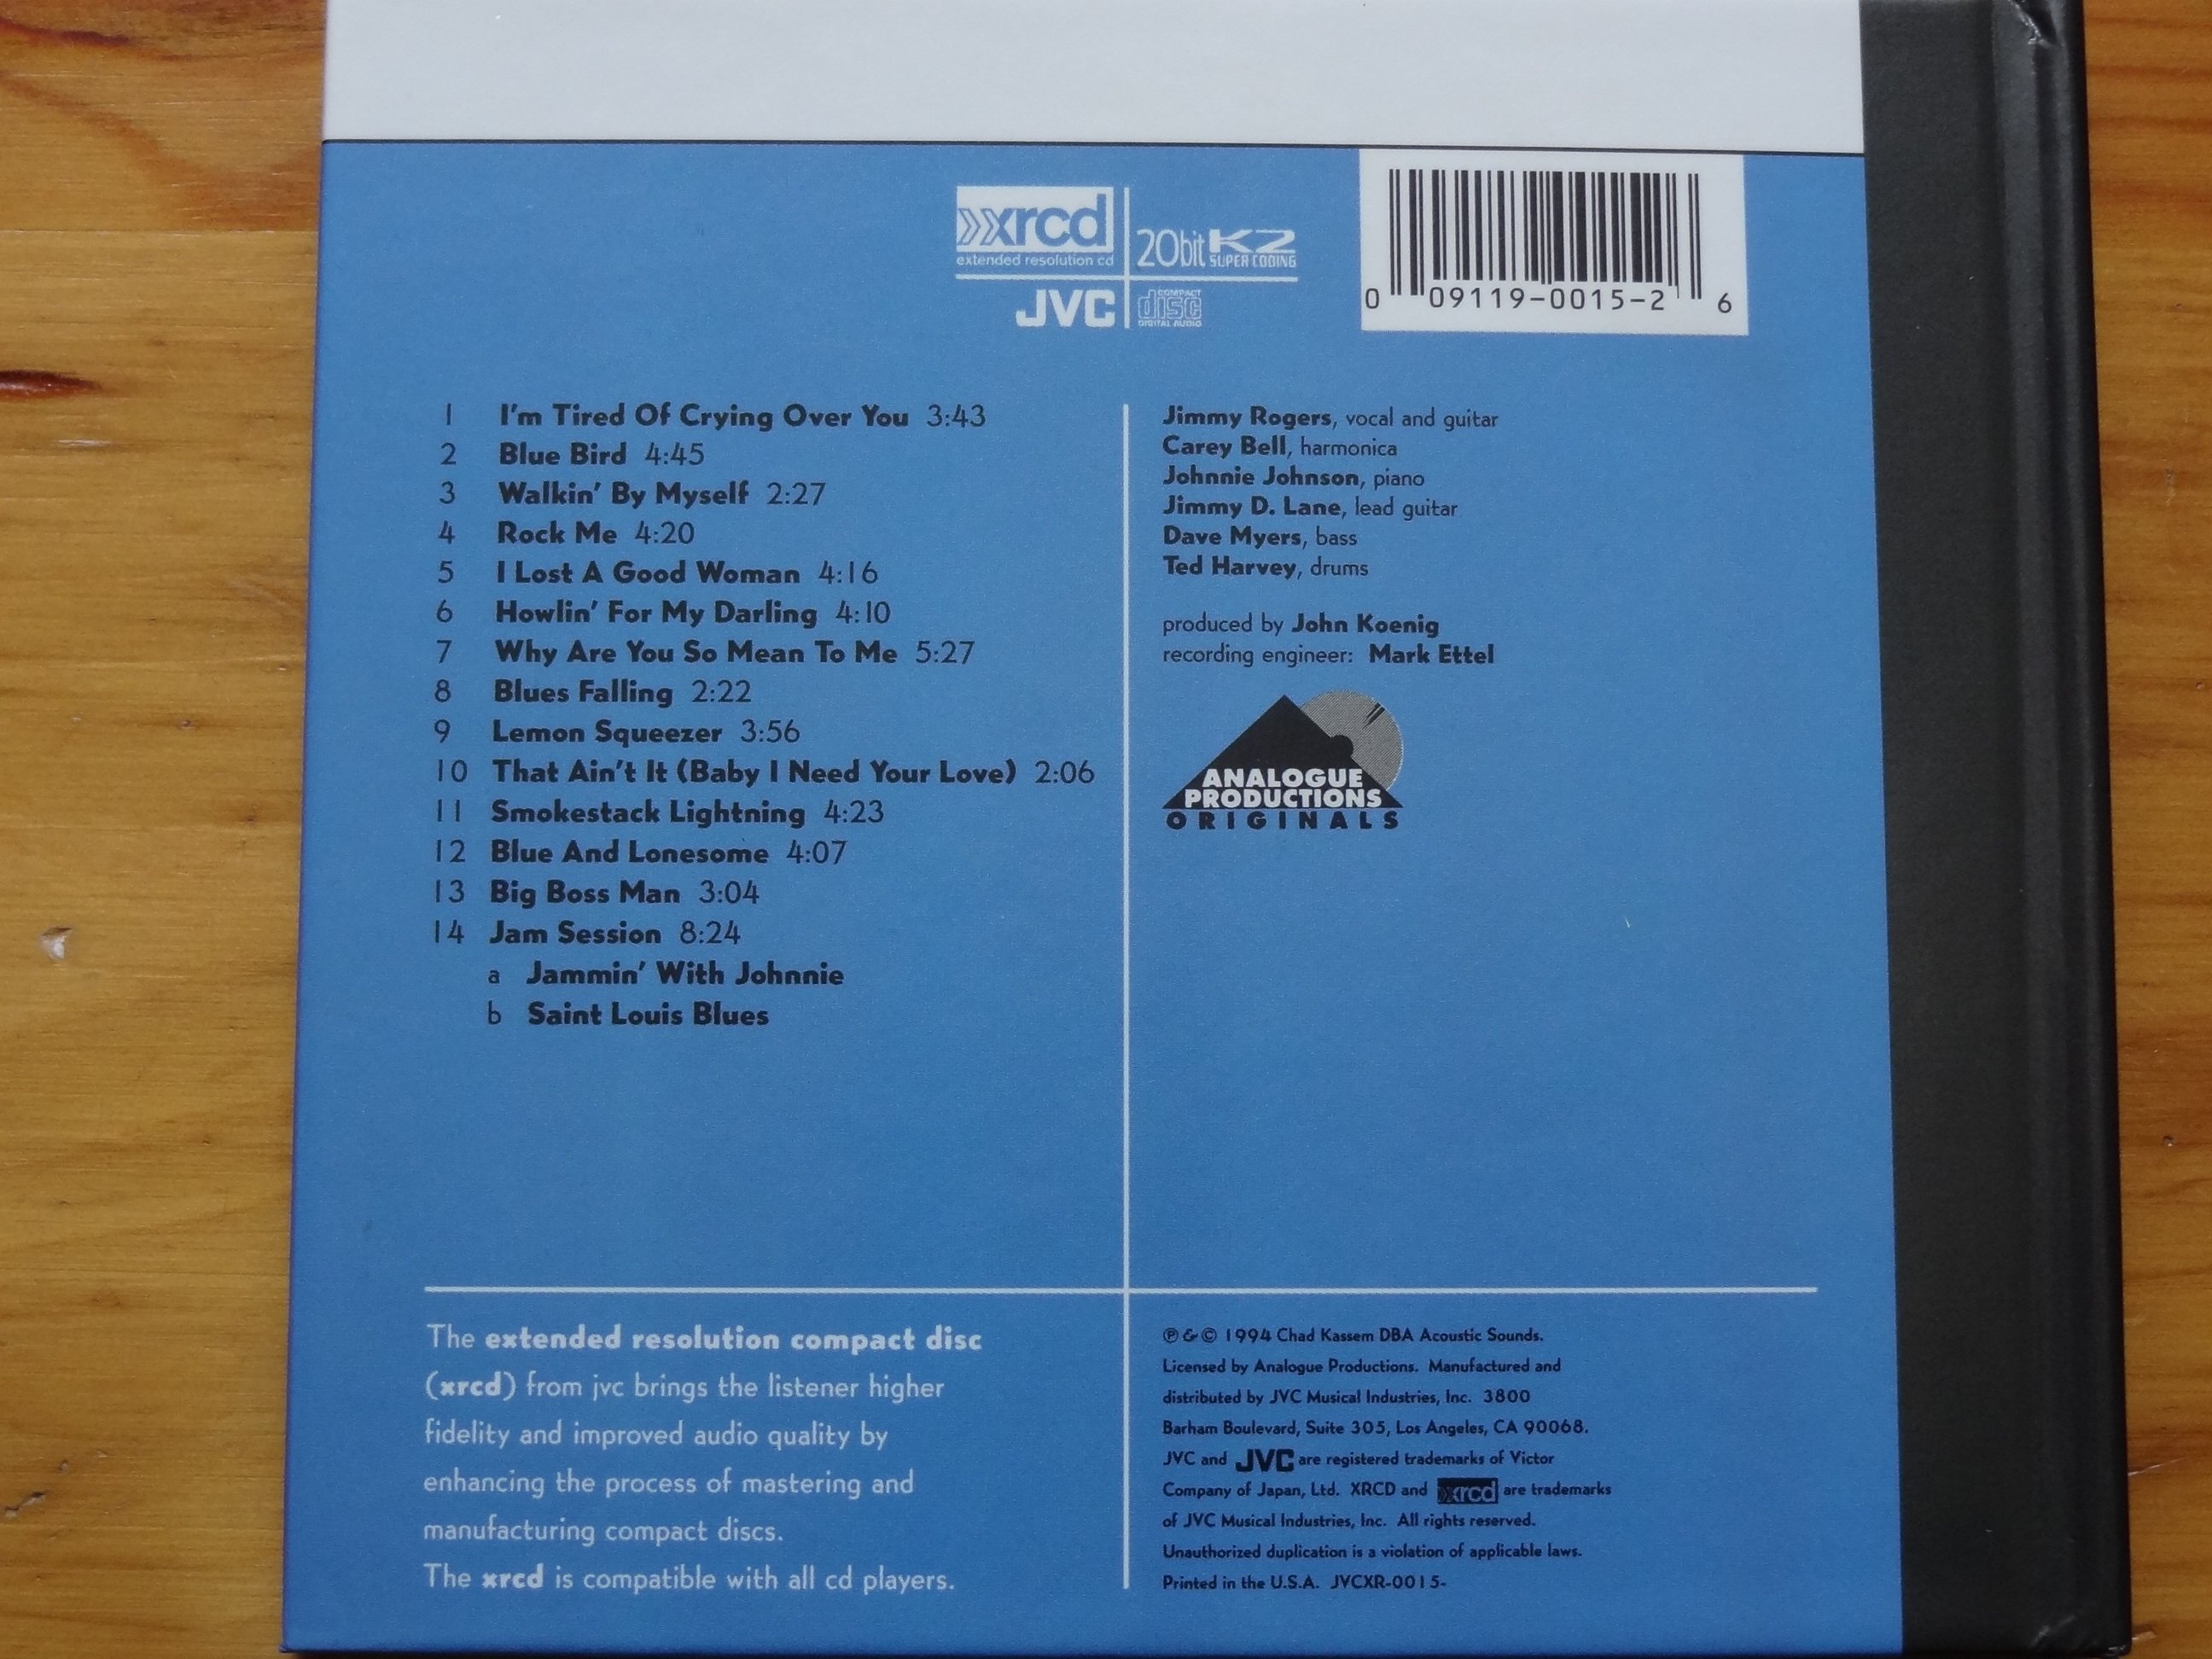 xrcd
extended resolution cd
20bit K2
SUPER CODING
JVC
COMPACT
disc
DIGITAL AUDIO
0 09119-0015-2 6
1 I'm Tired Of Crying Over You 3:43
2 Blue Bird 4:45
3 Walkin' By Myself 2:27
4 Rock Me 4:20
5 I Lost A Good Woman 4:16
6 Howlin' For My Darling 4:10
7 Why Are You So Mean To Me 5:27
8 Blues Falling 2:22
9 Lemon Squeezer 3:56
10 That Ain't It (Baby I Need Your Love) 2:06
11 Smokestack Lightning 4:23
12 Blue And Lonesome 4:07
13 Big Boss Man 3:04
14 Jam Session 8:24
a Jammin' With Johnnie
b Saint Louis Blues
Jimmy Rogers, vocal and guitar
Carey Bell, harmonica
Johnnie Johnson, piano
Jimmy D. Lane, lead guitar
Dave Myers, bass
Ted Harvey, drums
produced by John Koenig
recording engineer: Mark Ettel
ANALOGUE
PRODUCTIONS
ORIGINALS
The extended resolution compact disc
(xrcd) from jvc brings the listener higher
fidelity and improved audio quality by
enhancing the process of mastering and
manufacturing compact discs.
The xrcd is compatible with all cd players.
℗ & © 1994 Chad Kassem DBA Acoustic Sounds.
Licensed by Analogue Productions. Manufactured and
distributed by JVC Musical Industries, Inc. 3800
Barham Boulevard, Suite 305, Los Angeles, CA 90068.
JVC and JVC are registered trademarks of Victor
Company of Japan, Ltd. XRCD and xrcd are trademarks
of JVC Musical Industries, Inc. All rights reserved.
Unauthorized duplication is a violation of applicable laws.
Printed in the U.S.A. JVCXR-0015-